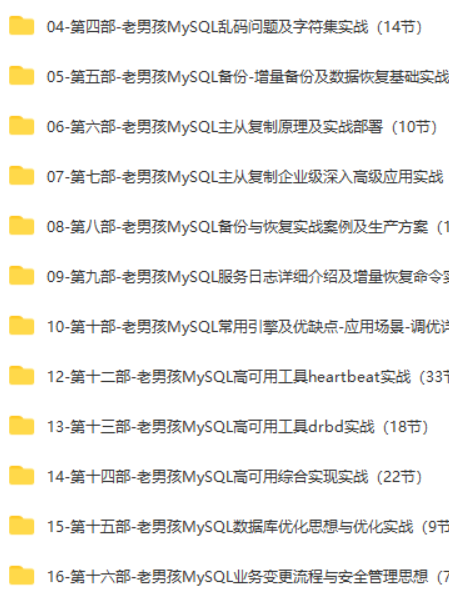 04-第四部-老男孩MySQL乱码问题及字符集实战（14节）
05-第五部-老男孩MySQL备份-增量备份及数据恢复基础实战
06-第六部-老男孩MySQL主从复制原理及实战部署（10节）
07-第七部-老男孩MySQL主从复制企业级深入高级应用实战
08-第八部-老男孩MySQL备份与恢复实战案例及生产方案（1
09-第九部-老男孩MySQL服务日志详细介绍及增量恢复命令实
10-第十部-老男孩MySQL常用引擎及优缺点-应用场景-调优详
12-第十二部-老男孩MySQL高可用工具heartbeat实战（33节
13-第十三部-老男孩MySQL高可用工具drbd实战（18节）
14-第十四部-老男孩MySQL高可用综合实现实战（22节）
15-第十五部-老男孩MySQL数据库优化思想与优化实战（9节
16-第十六部-老男孩MySQL业务变更流程与安全管理思想（7